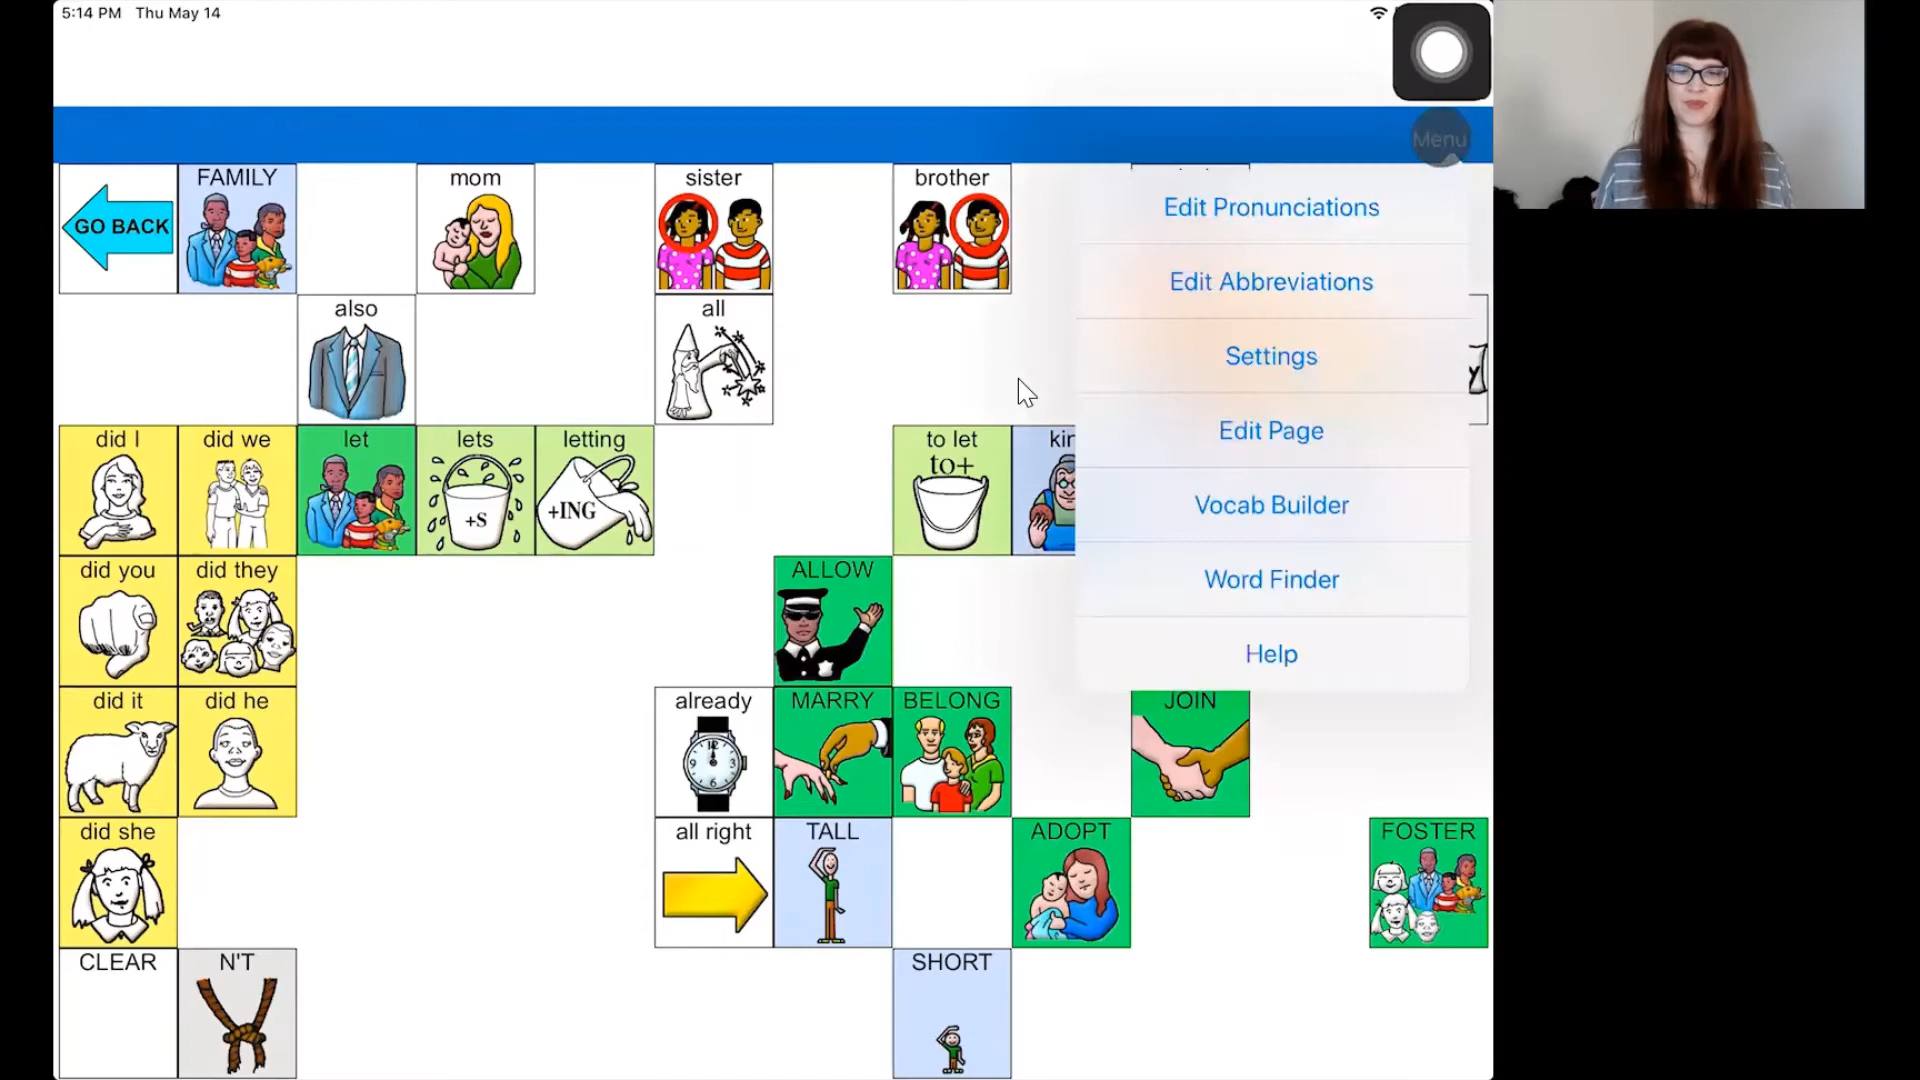 5:14 PM Thu May 14
Menu
GO BACK
FAMILY
mom
sister
brother
Edit Pronunciations
also
all
Edit Abbreviations
Settings
Edit Page
did I
did we
let
lets
+S
letting
+ING
to let
to+
Vocab Builder
did you
did they
ALLOW
Word Finder
Help
did it
did he
already
MARRY
BELONG
JOIN
did she
all right
TALL
ADOPT
FOSTER
CLEAR
N'T
SHORT